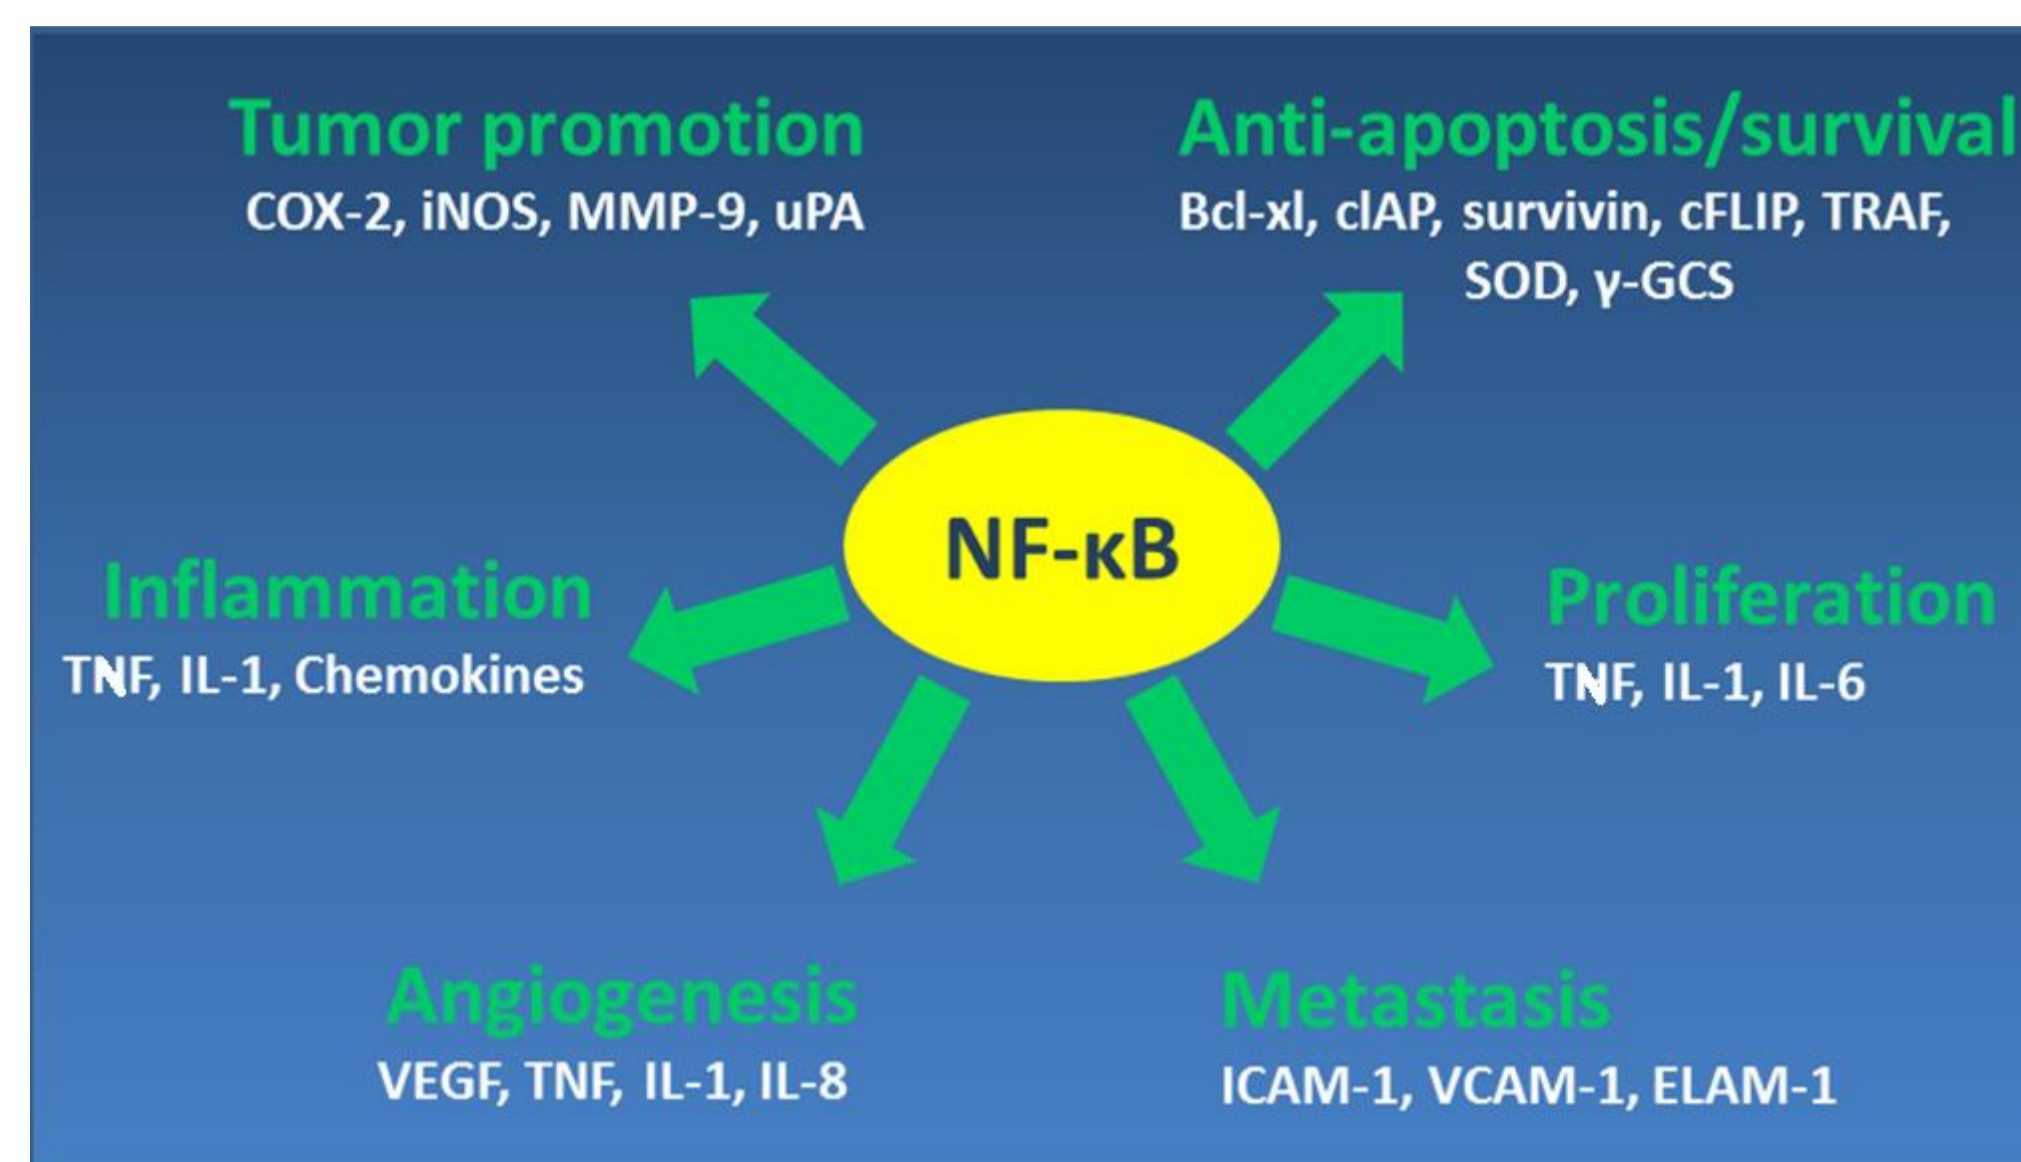 Tumor promotion
COX-2, iNOS, MMP-9, uPA
Anti-apoptosis/survival
Bcl-xl, clAP, survivin, cFLIP, TRAF,
SOD, γ-GCS
NF-κB
Inflammation
TNF, IL-1, Chemokines
Proliferation
TNF, IL-1, IL-6
Angiogenesis
VEGF, TNF, IL-1, IL-8
Metastasis
ICAM-1, VCAM-1, ELAM-1